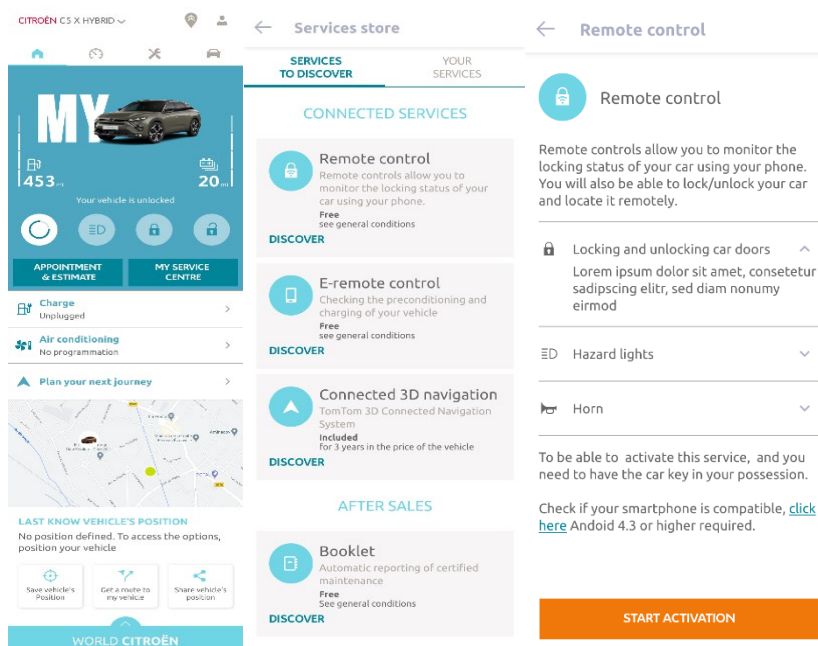 CITROËN C5 X HYBRID
MY
453
20
Your vehicle is unlocked
APPOINTMENT
& ESTIMATE
MY SERVICE
CENTRE
Charge
Unplugged
Air conditioning
No programmation
Plan your next journey
LAST KNOW VEHICLE'S POSITION
No position defined. To access the options,
position your vehicle
Save vehicle's
Position
Get a route to
my vehicle
Share vehicle's
position
WORLD CITROËN
Services store
SERVICES
TO DISCOVER
YOUR
SERVICES
CONNECTED SERVICES
Remote control
Remote controls allow you to
monitor the locking status of your
car using your phone.
Free
see general conditions
DISCOVER
E-remote control
Checking the preconditioning and
charging of your vehicle
Free
see general conditions
DISCOVER
Connected 3D navigation
TomTom 3D Connected Navigation
System
Included
for 3 years in the price of the vehicle
DISCOVER
AFTER SALES
Booklet
Automatic reporting of certified
maintenance
Free
See general conditions
DISCOVER
Remote control
Remote control
Remote controls allow you to monitor the
locking status of your car using your phone.
You will also be able to lock/unlock your car
and locate it remotely.
Locking and unlocking car doors
Lorem ipsum dolor sit amet, consetetur
sadipscing elitr, sed diam nonumy
eirmod
Hazard lights
Horn
To be able to activate this service, and you
need to have the car key in your possession.
Check if your smartphone is compatible, click
here Andoid 4.3 or higher required.
START ACTIVATION